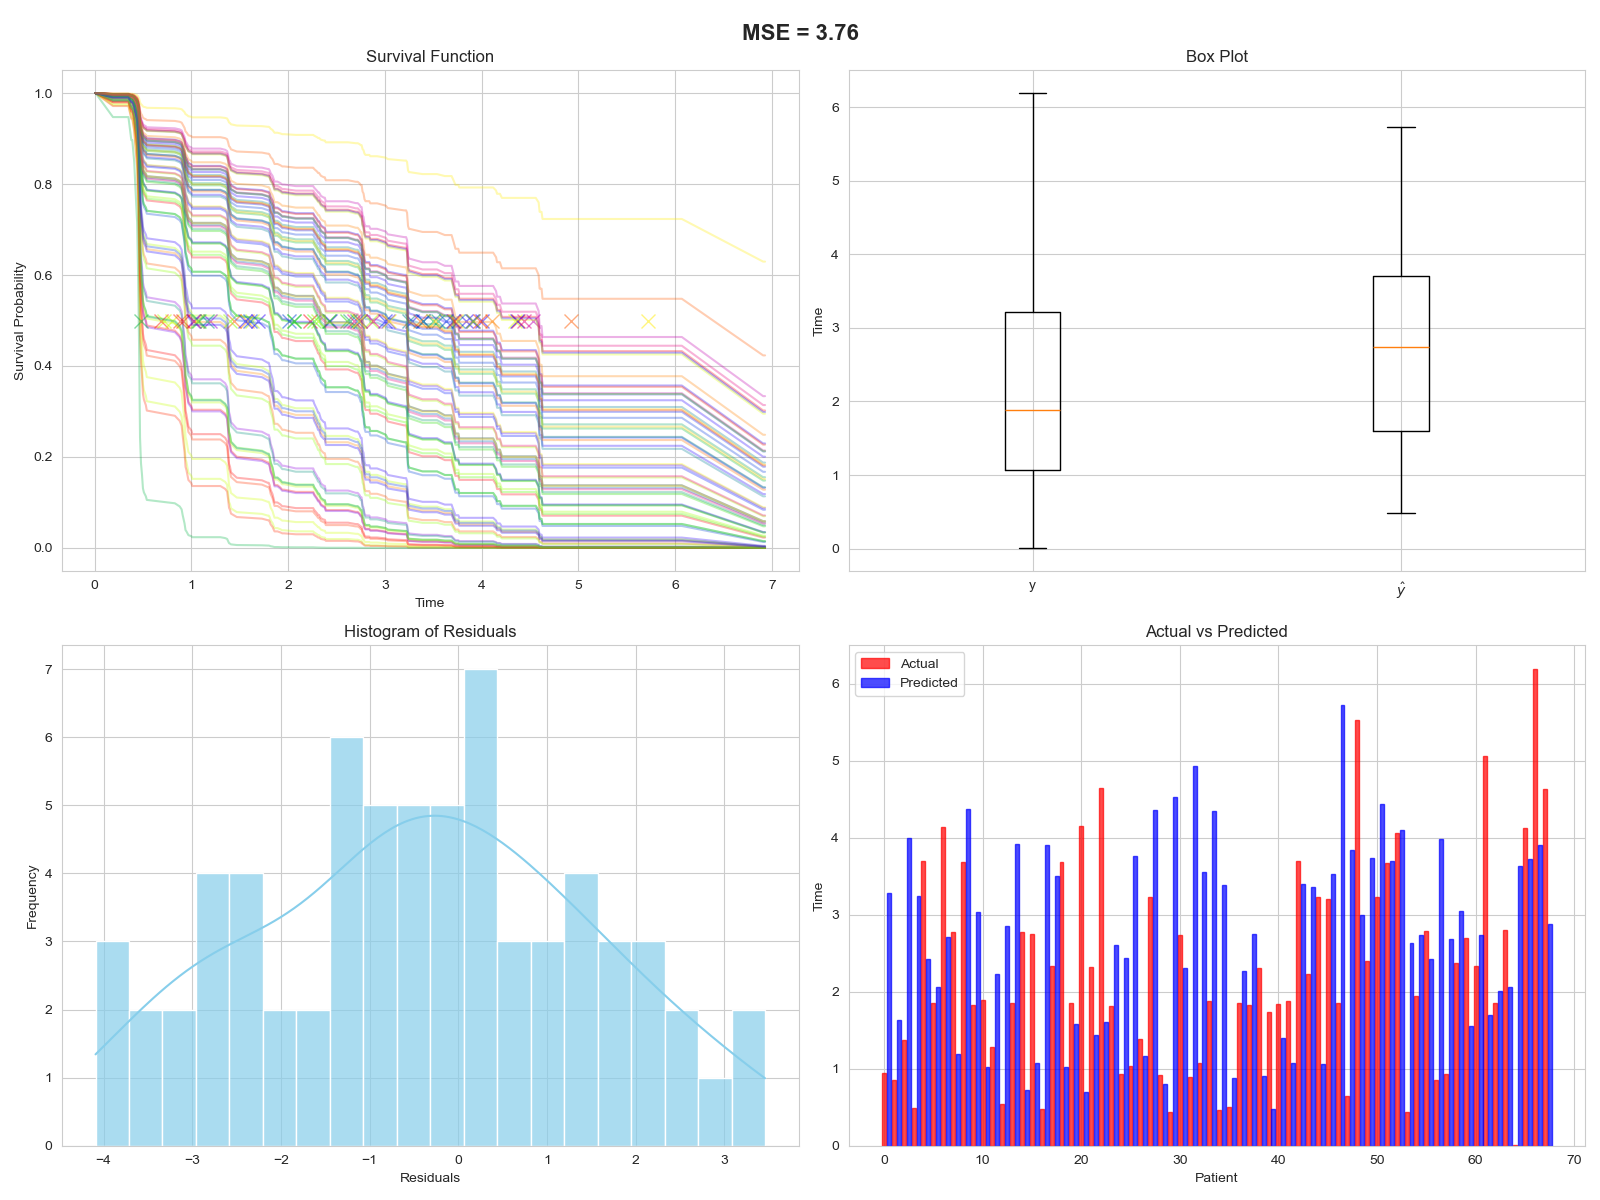 MSE = 3.76
Survival Function
Survival Probability
1.0
0.8
0.6
0.4
0.2
0.0
0 1 2 3 4 5 6 7
Time
Box Plot
Time
6
5
4
3
2
1
0
y ŷ
Histogram of Residuals
Frequency
7
6
5
4
3
2
1
0
−4 −3 −2 −1 0 1 2 3
Residuals
Actual vs Predicted
Actual
Predicted
Time
6
5
4
3
2
1
0
0 10 20 30 40 50 60 70
Patient